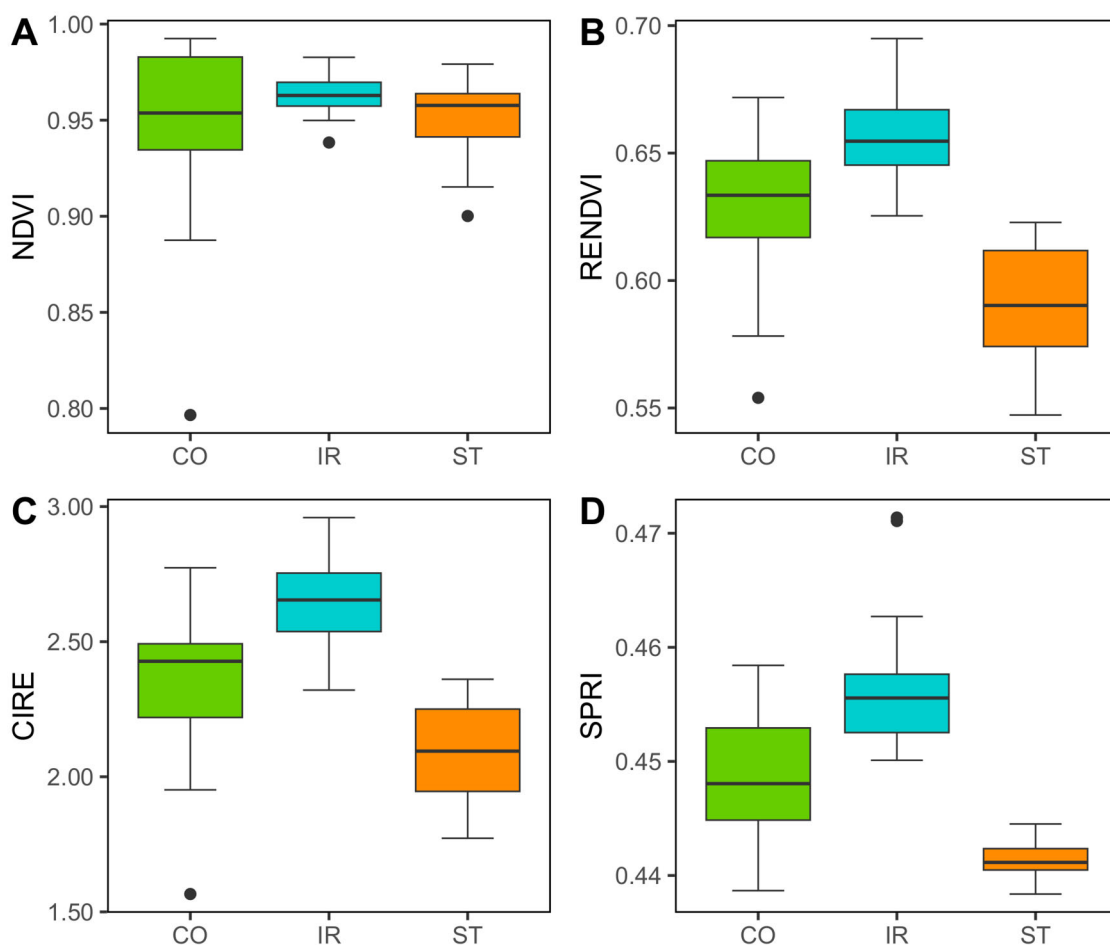 A
NDVI
1.00
0.95
0.90
0.85
0.80
CO IR ST
B
RENDVI
0.70
0.65
0.60
0.55
CO IR ST
C
CIRE
3.00
2.50
2.00
1.50
CO IR ST
D
SPRI
0.47
0.46
0.45
0.44
CO IR ST